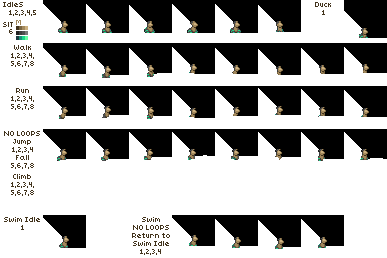 IdleS
1,2,3,4,5
Duck
1
SIT
6
Walk
1,2,3,4,
5,6,7,8
Run
1,2,3,4,
5,6,7,8
NO LOOPS
Jump
1,2,3,4
Fall
5,6,7,8
Climb
1,2,3,4,
5,6,7,8
Swim Idle
1
Swim
NO LOOPS
Return to
Swim Idle
1,2,3,4